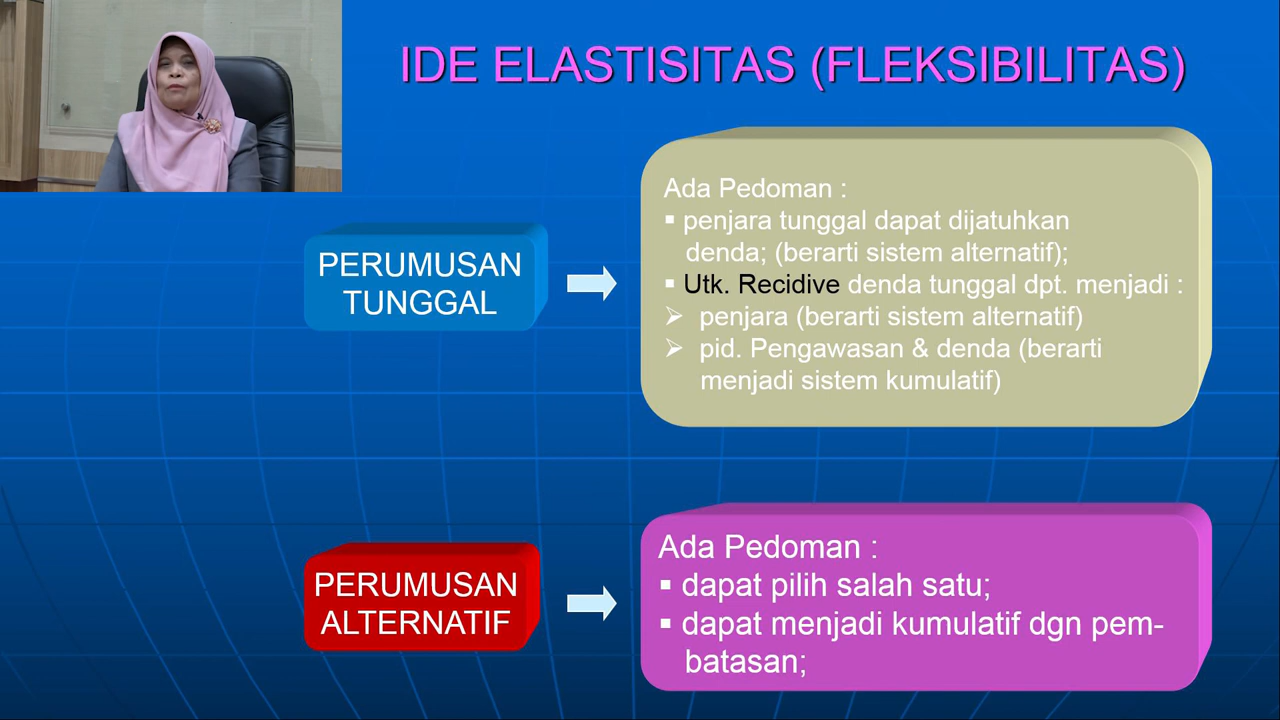 IDE ELASTISITAS (FLEKSIBILITAS)
PERUMUSAN
TUNGGAL
Ada Pedoman :
▪ penjara tunggal dapat dijatuhkan
denda; (berarti sistem alternatif);
▪ Utk. Recidive denda tunggal dpt. menjadi :
➢ penjara (berarti sistem alternatif)
➢ pid. Pengawasan & denda (berarti
menjadi sistem kumulatif)
PERUMUSAN
ALTERNATIF
Ada Pedoman :
▪ dapat pilih salah satu;
▪ dapat menjadi kumulatif dgn pem-
batasan;